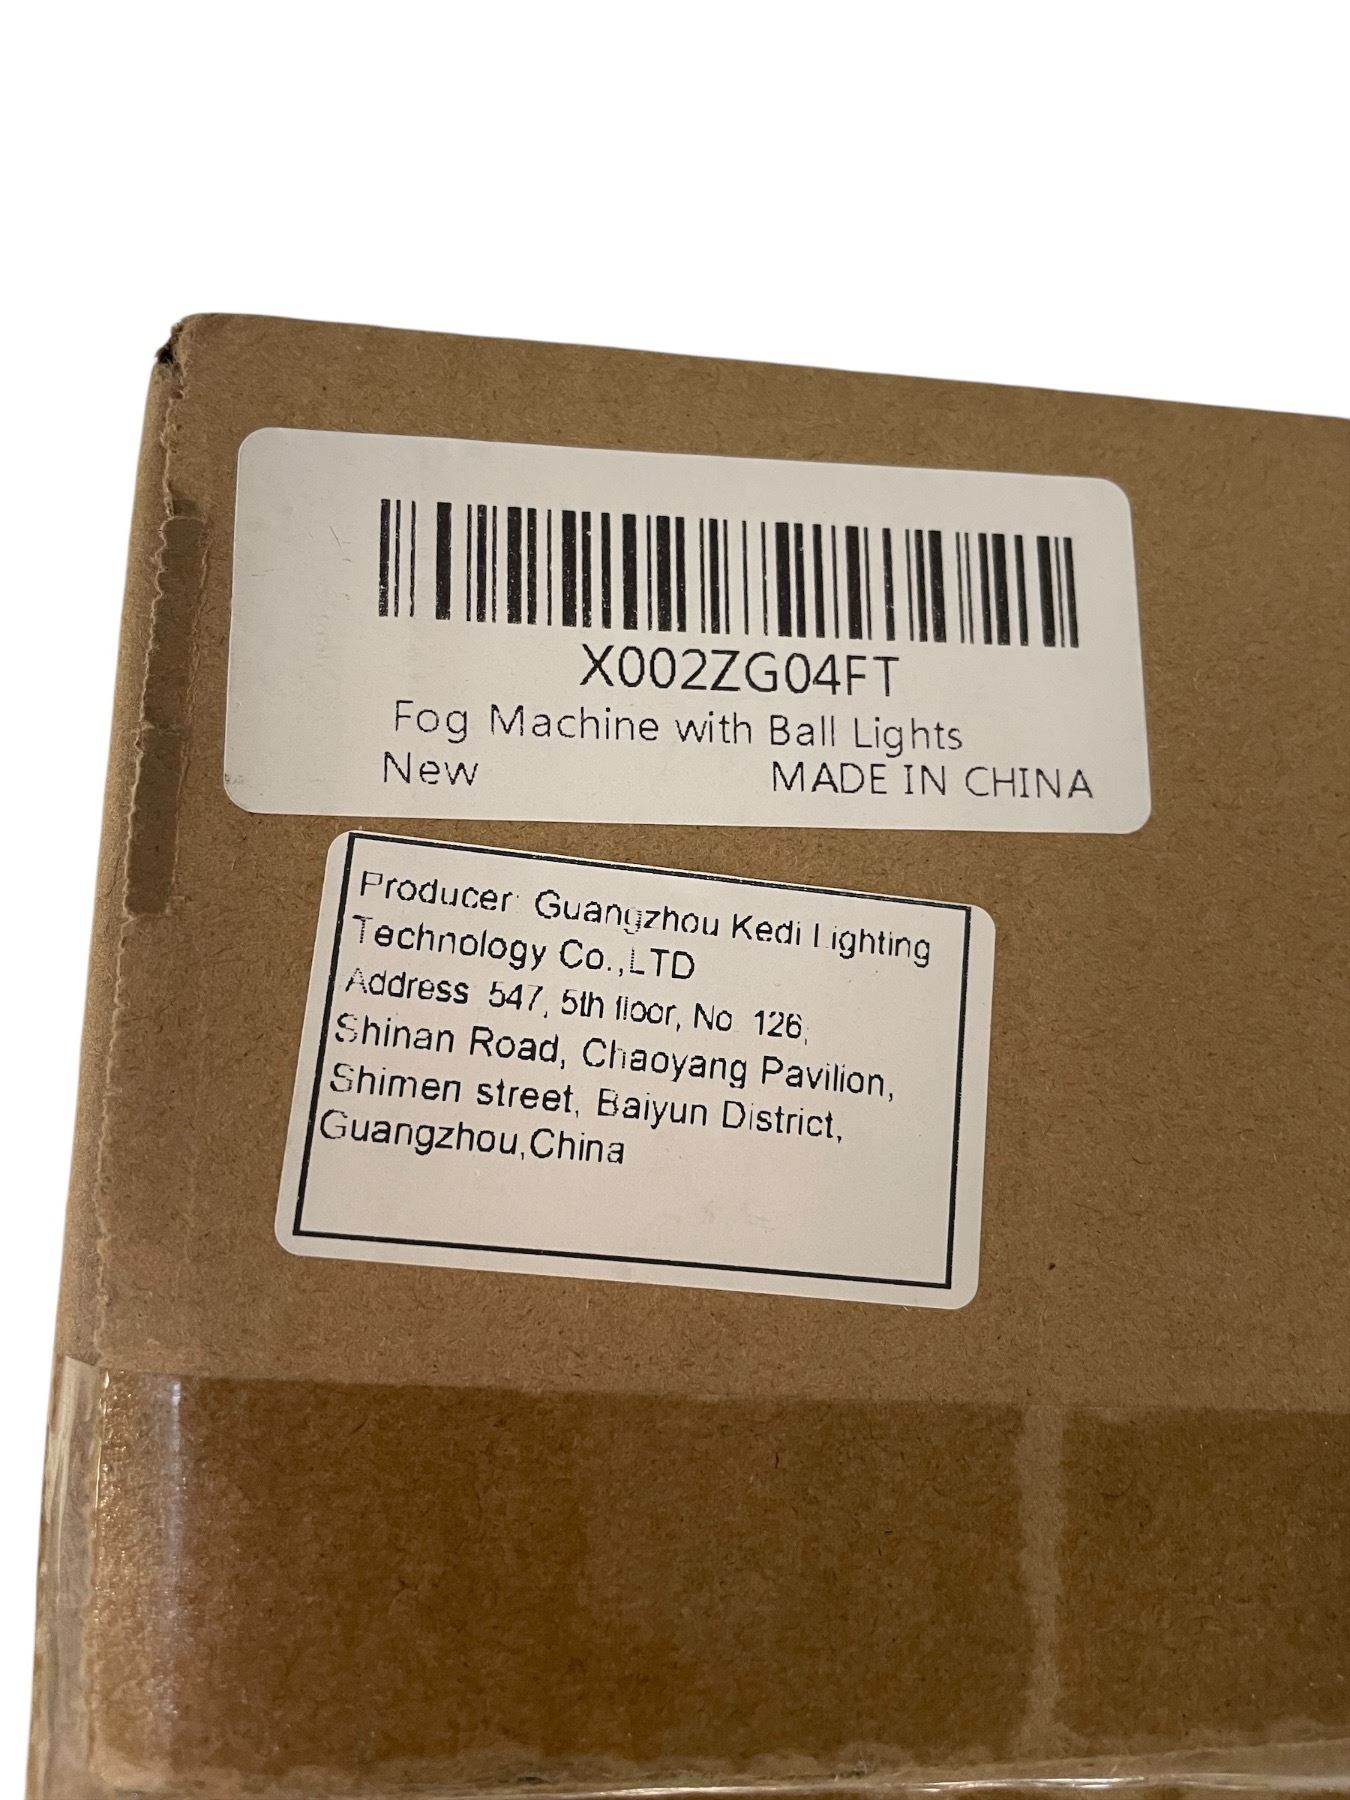 X002ZG04FT
Fog Machine with Ball Lights
New MADE IN CHINA
Producer: Guangzhou Kedi Lighting
Technology Co.,LTD
Address: 547, 5th floor, No. 126,
Shinan Road, Chaoyang Pavilion,
Shimen street, Baiyun District,
Guangzhou,China